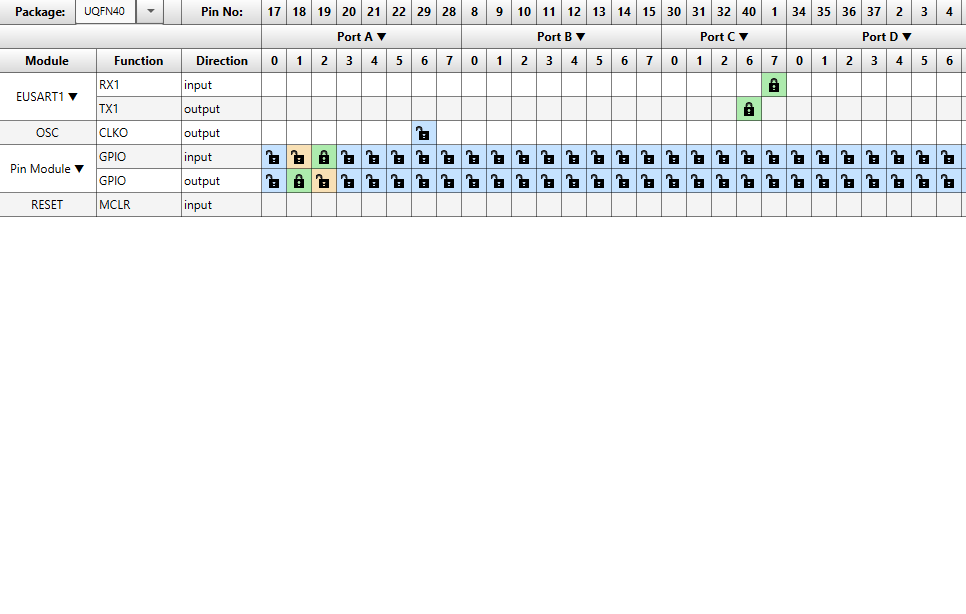 Package: UQFN40 Pin No: 17 18 19 20 21 22 29 28 8 9 10 11 12 13 14 15 30 31 32 40 1 34 35 36 37 2 3 4
Port A ▼ Port B ▼ Port C ▼ Port D ▼
Module Function Direction 0 1 2 3 4 5 6 7 0 1 2 3 4 5 6 7 0 1 2 6 7 0 1 2 3 4 5 6
EUSART1 ▼ RX1 input
TX1 output
OSC CLKO output
Pin Module ▼ GPIO input
GPIO output
RESET MCLR input